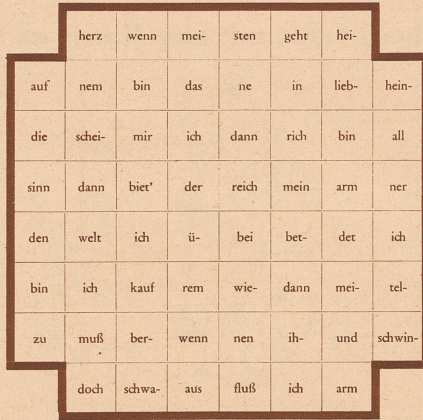 herz wenn mei- sten geht hei-
auf nem bin das ne in lieb- hein-
die schei- mir ich dann rich bin all
sinn dann biet' der reich mein arm ner
den welt ich ü- bei bet- det ich
bin ich kauf rem wie- dann mei- tel-
zu muß ber- wenn nen ih- und schwin-
doch schwa- aus fluß ich arm